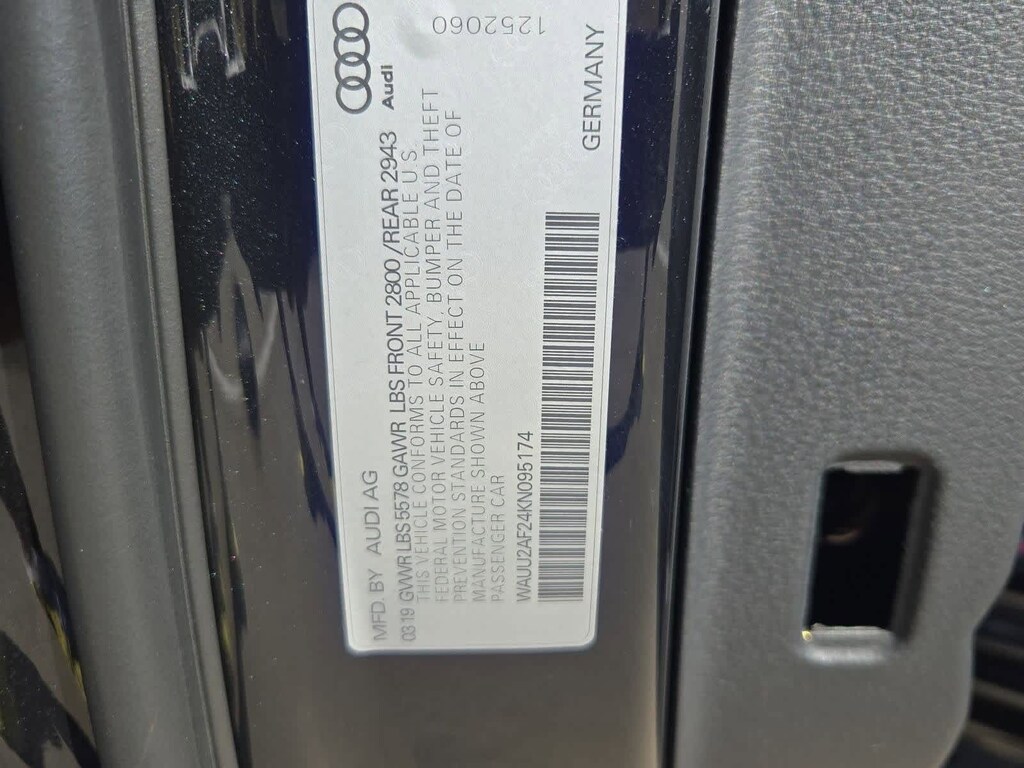 MFD. BY AUDI AG
0319 GVWR LBS 5578 GAWR LBS FRONT 2800 /REAR 2943
THIS VEHICLE CONFORMS TO ALL APPLICABLE U.S.
FEDERAL MOTOR VEHICLE SAFETY, BUMPER AND THEFT
PREVENTION STANDARDS IN EFFECT ON THE DATE OF
MANUFACTURE SHOWN ABOVE
PASSENGER CAR
WAUU2AF24KN095174
GERMANY
Audi
1252060